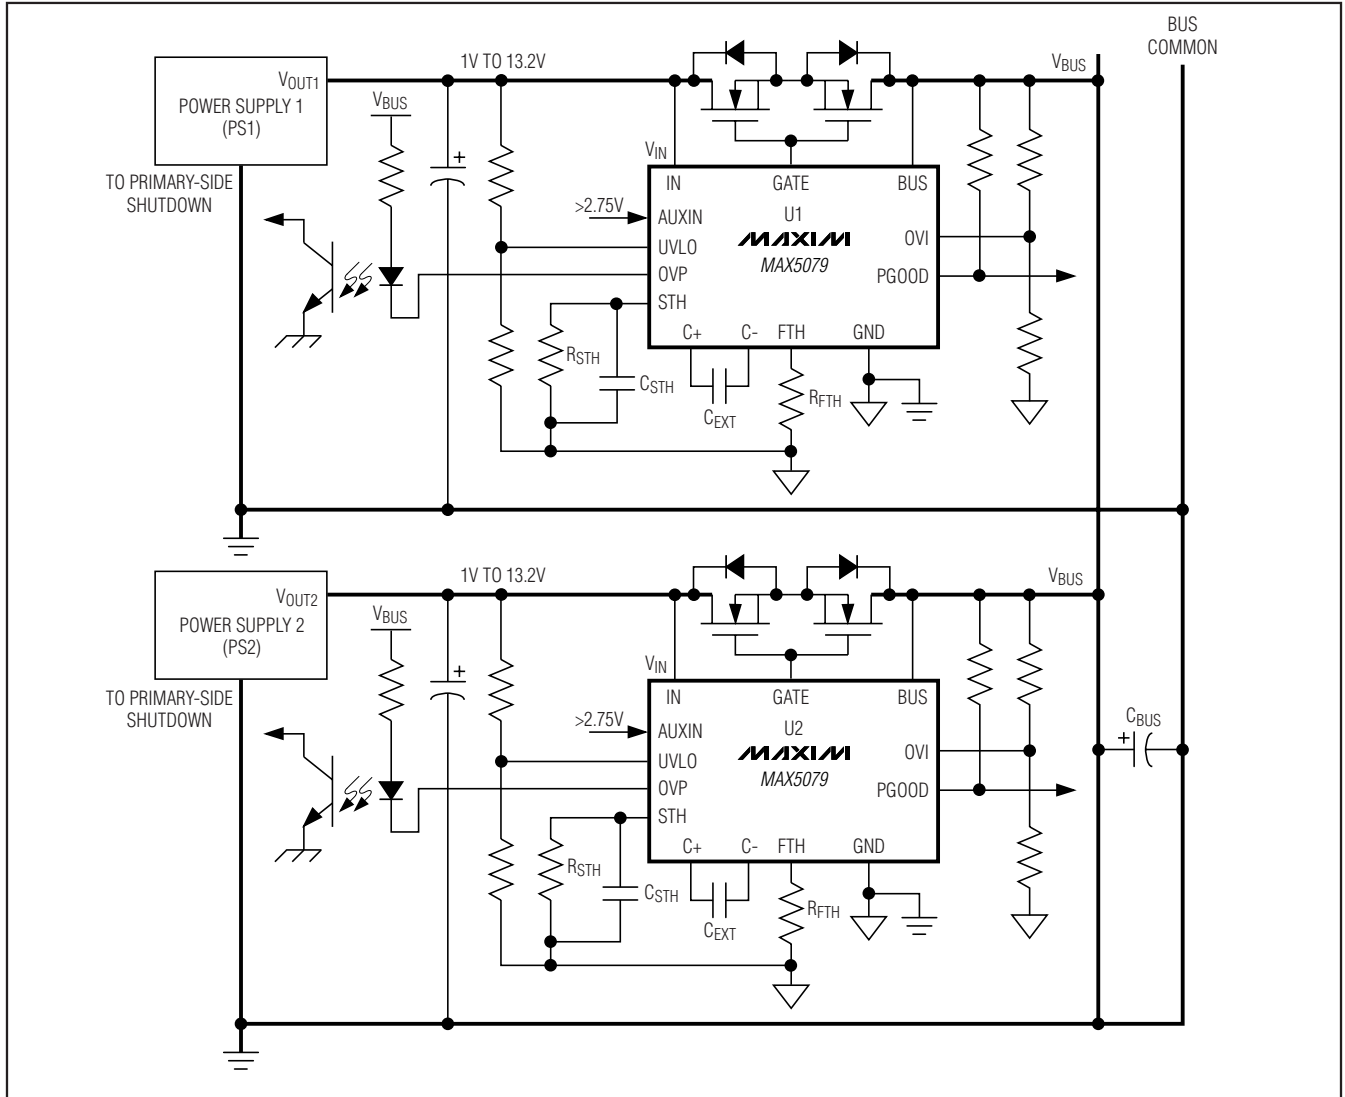 BUS
COMMON
1V TO 13.2V
VBUS
VOUT1
POWER SUPPLY 1
(PS1)
VBUS
+
TO PRIMARY-SIDE
SHUTDOWN
VIN
IN
GATE
BUS
>2.75V
AUXIN
U1
MAXIM
MAX5079
UVLO
OVI
OVP
PGOOD
STH
C+
C-
FTH
GND
RSTH
CSTH
CEXT
RFTH
1V TO 13.2V
VBUS
VOUT2
POWER SUPPLY 2
(PS2)
VBUS
+
TO PRIMARY-SIDE
SHUTDOWN
VIN
IN
GATE
BUS
>2.75V
AUXIN
U2
MAXIM
MAX5079
UVLO
OVI
OVP
PGOOD
STH
C+
C-
FTH
GND
RSTH
CSTH
CEXT
RFTH
CBUS
+